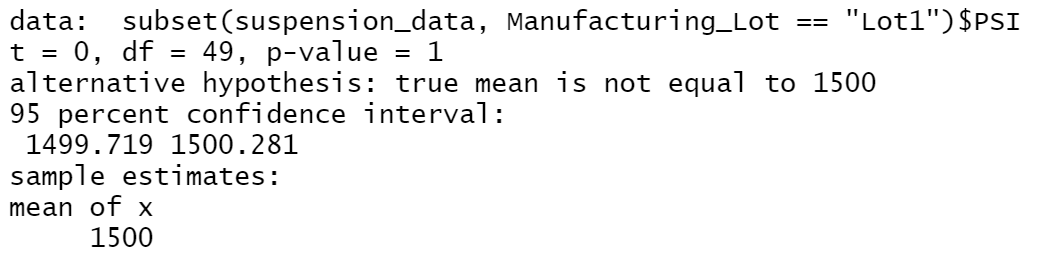 data:  subset(suspension_data, Manufacturing_Lot == "Lot1")$PSI
t = 0, df = 49, p-value = 1
alternative hypothesis: true mean is not equal to 1500
95 percent confidence interval:
 1499.719 1500.281
sample estimates:
mean of x
     1500